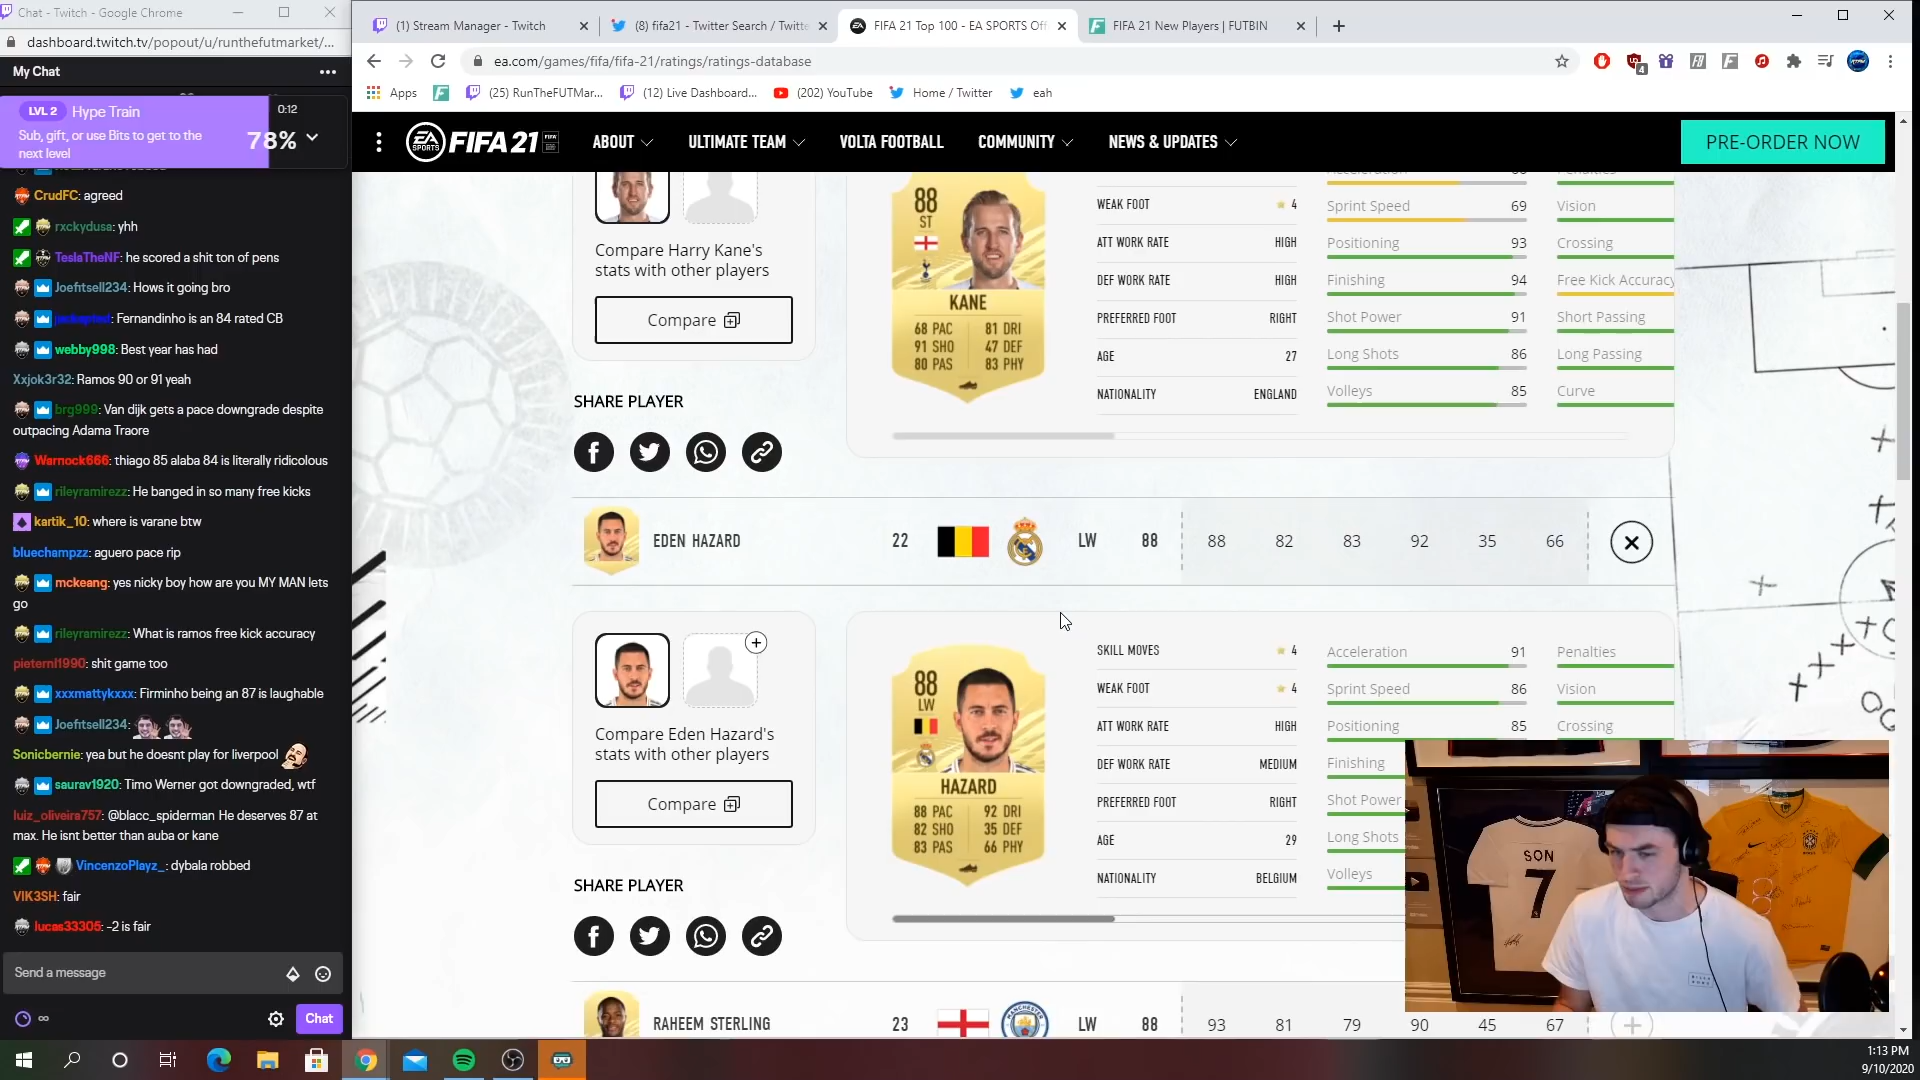 Chat - Twitch - Google Chrome
dashboard.twitch.tv/popout/u/runthefutmarket/...
My Chat
LVL 2 Hype Train
0:12
Sub, gift, or use Bits to get to the
next level
78%
CrudFC: agreed
rxckydusa: yhh
TeslaTheNF: he scored a shit ton of pens
Joefitsell234: Hows it going bro
Fernandinho is an 84 rated CB
webby998: Best year has had
Xxjok3r32: Ramos 90 or 91 yeah
brg999: Van dijk gets a pace downgrade despite
outpacing Adama Traore
Warnock666: thiago 85 alaba 84 is literally ridicolous
rileyramirezz: He banged in so many free kicks
kartik_10: where is varane btw
bluechampzz: aguero pace rip
mckeang: yes nicky boy how are you MY MAN lets
go
rileyramirezz: What is ramos free kick accuracy
pieternl1990: shit game too
xxxmattykxxx: Firminho being an 87 is laughable
Joefitsell234:
Sonicbernie: yea but he doesnt play for liverpool
saurav1920: Timo Werner got downgraded, wtf
luiz_oliveira757: @blacc_spiderman He deserves 87 at
max. He isnt better than auba or kane
VincenzoPlayz_: dybala robbed
VIK3SH: fair
lucas33305: -2 is fair
Send a message
Chat
(1) Stream Manager - Twitch
(8) fifa21 - Twitter Search / Twitte
FIFA 21 Top 100 - EA SPORTS Off
FIFA 21 New Players | FUTBIN
ea.com/games/fifa/fifa-21/ratings/ratings-database
4
Apps
(25) RunTheFUTMar...
(12) Live Dashboard...
(202) YouTube
Home / Twitter
eah
EA SPORTS FIFA 21
ABOUT
ULTIMATE TEAM
VOLTA FOOTBALL
COMMUNITY
NEWS & UPDATES
PRE-ORDER NOW
Compare Harry Kane's
stats with other players
Compare
88
ST
KANE
68 PAC 81 DRI
91 SHO 47 DEF
80 PAS 83 PHY
WEAK FOOT 4
ATT WORK RATE HIGH
DEF WORK RATE HIGH
PREFERRED FOOT RIGHT
AGE 27
NATIONALITY ENGLAND
Acceleration
Sprint Speed 69
Positioning 93
Finishing 94
Shot Power 91
Long Shots 86
Volleys 85
Penalties
Vision
Crossing
Free Kick Accuracy
Short Passing
Long Passing
Curve
SHARE PLAYER
EDEN HAZARD 22 LW 88 88 82 83 92 35 66
Compare Eden Hazard's
stats with other players
Compare
88
LW
HAZARD
88 PAC 92 DRI
82 SHO 35 DEF
83 PAS 66 PHY
SKILL MOVES 4
WEAK FOOT 4
ATT WORK RATE HIGH
DEF WORK RATE MEDIUM
PREFERRED FOOT RIGHT
AGE 29
NATIONALITY BELGIUM
Acceleration 91
Sprint Speed 86
Positioning 85
Finishing
Shot Power
Long Shots
Volleys
Penalties
Vision
Crossing
SHARE PLAYER
RAHEEM STERLING 23 LW 88 93 81 79 90 45 67
SON
7
1:13 PM
9/10/2020